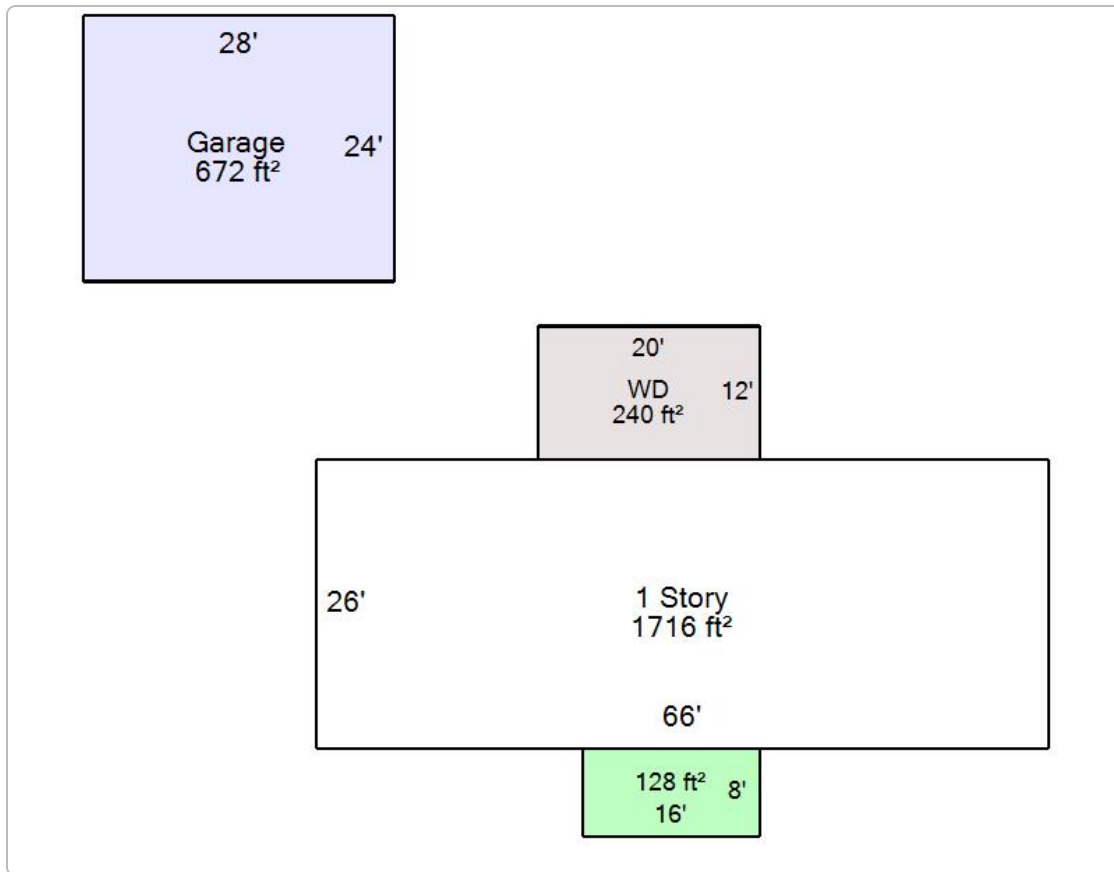 28'
Garage
24'
672 ft²
20'
WD
12'
240 ft²
26'
1 Story
1716 ft²
66'
128 ft²
8'
16'